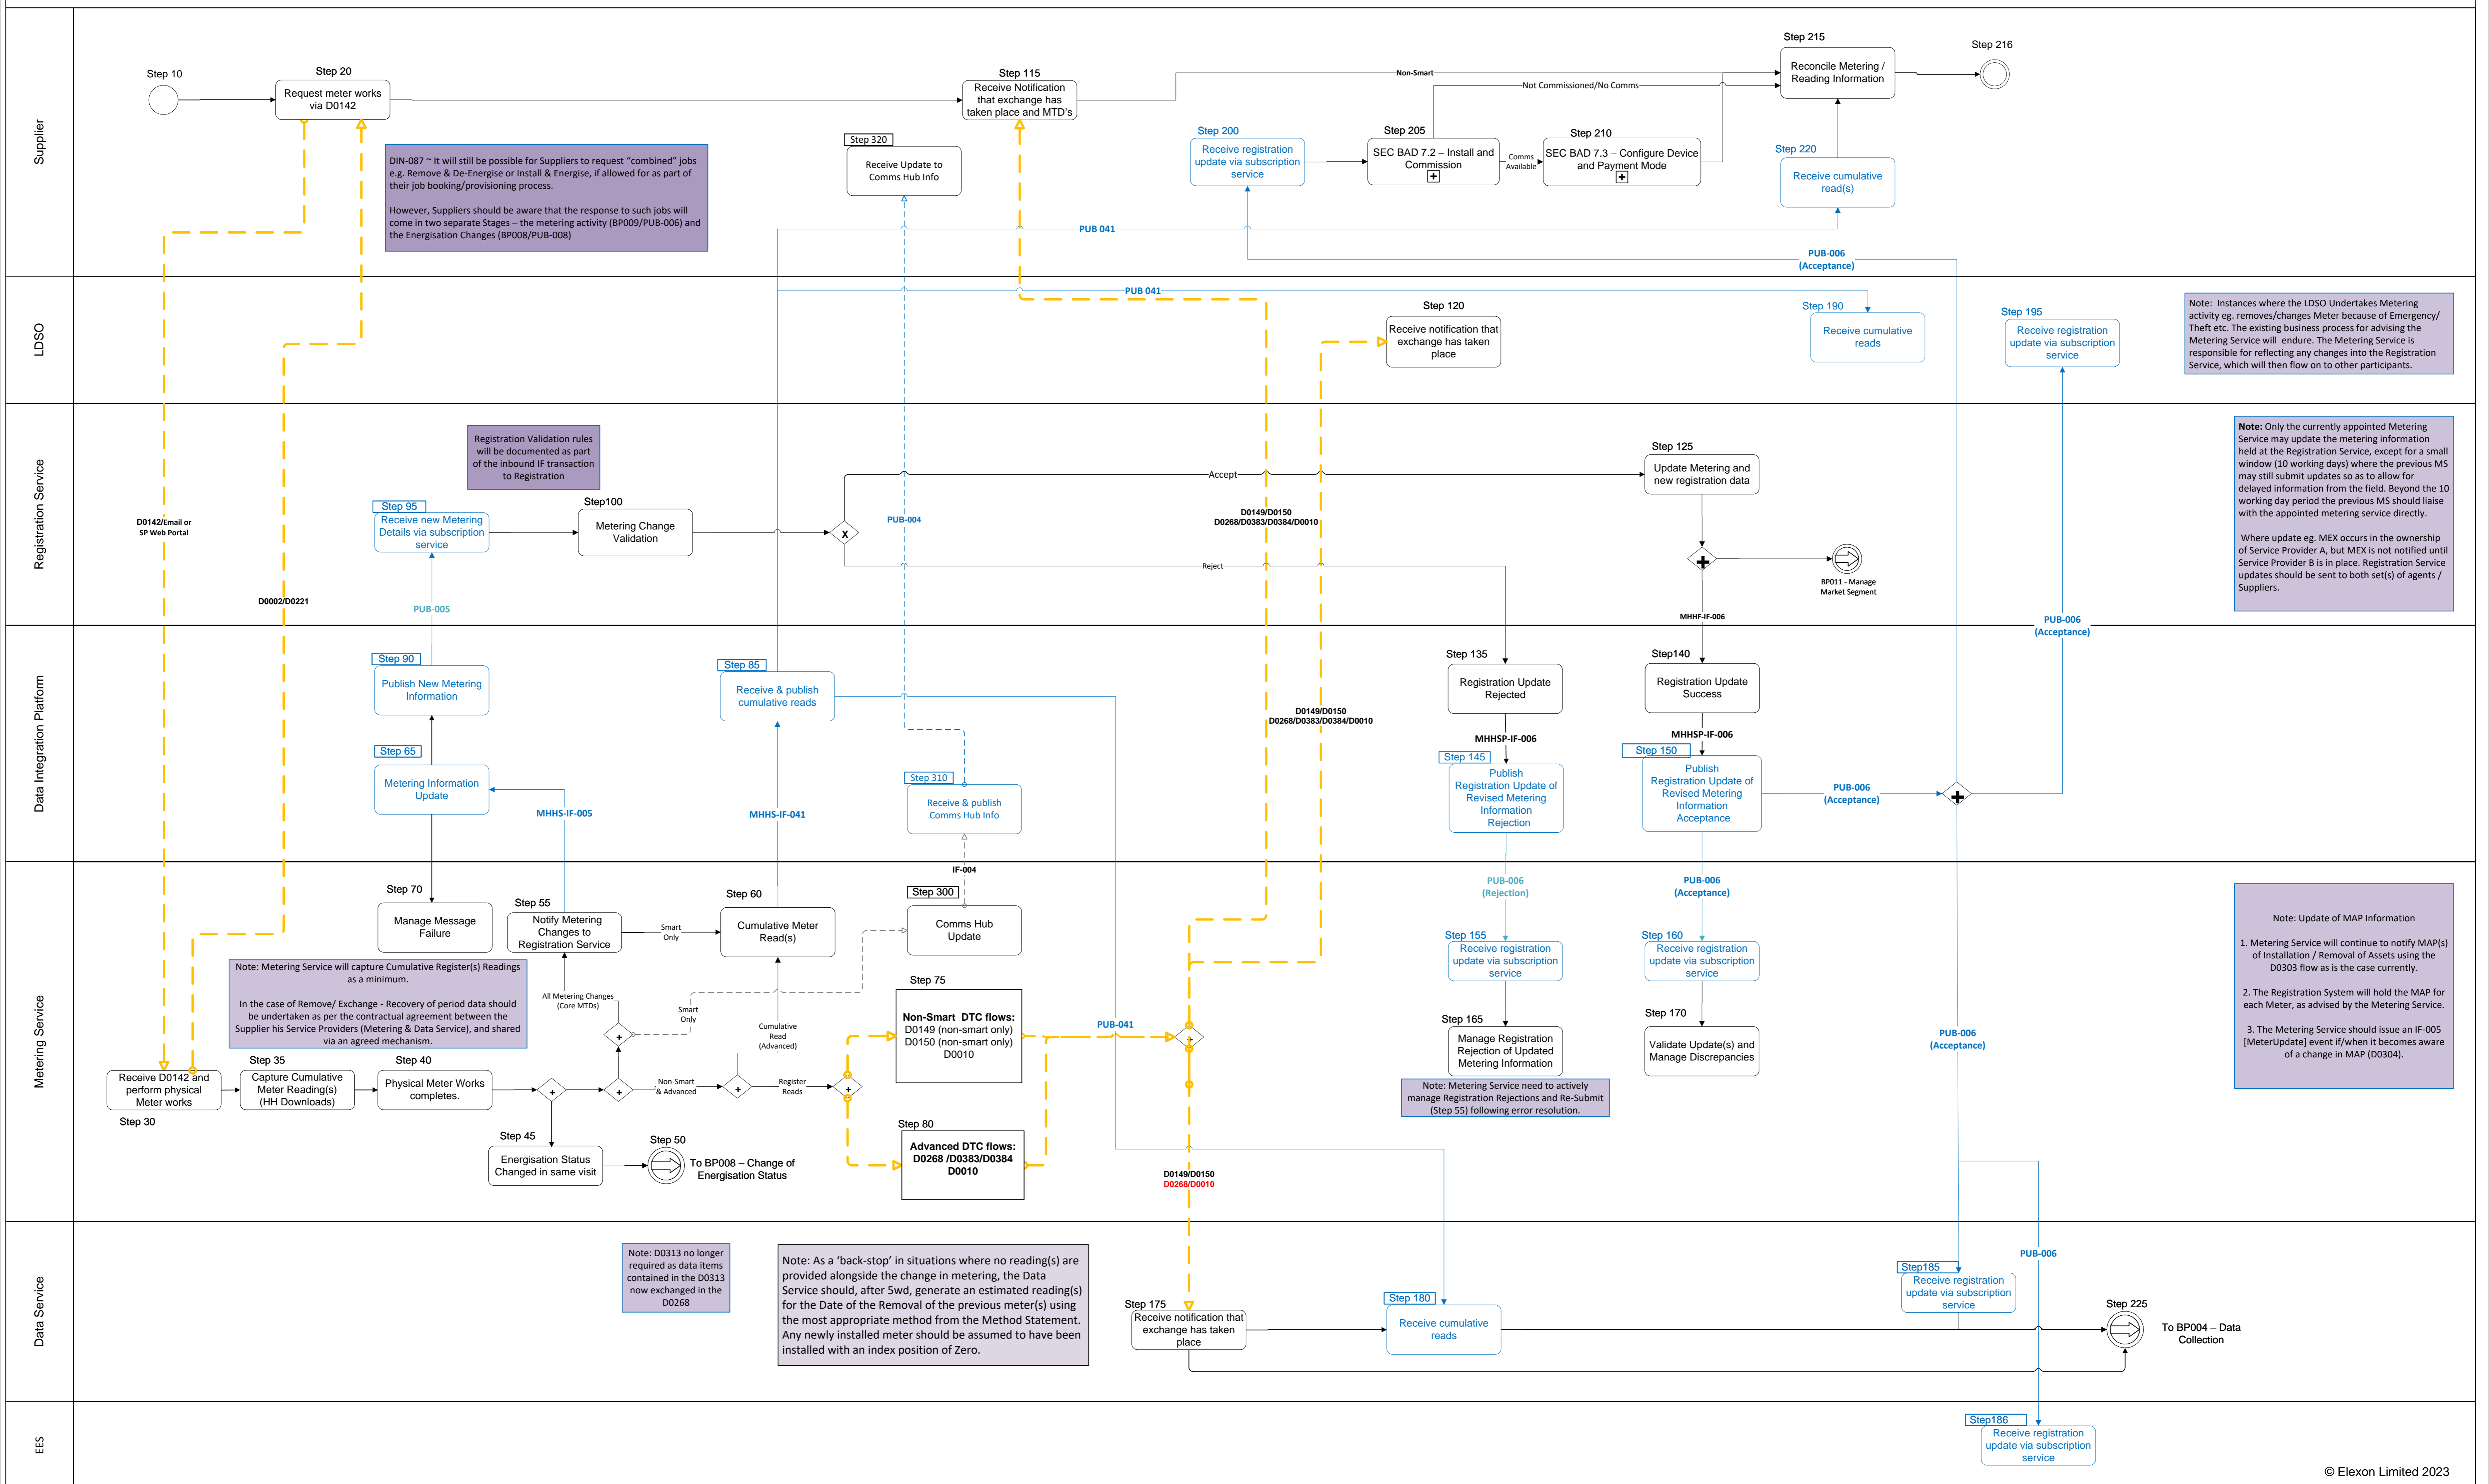 Supplier
Step 10
Step 20
Request meter works
via D0142
DIN-087 ~ It will still be possible for Suppliers to request “combined” jobs
e.g. Remove & De-Energise or Install & Energise, if allowed for as part of
their job booking/provisioning process.
However, Suppliers should be aware that the response to such jobs will
come in two separate Stages – the metering activity (BP009/PUB-006) and
the Energisation Changes (BP008/PUB-008)
Step 115
Receive Notification
that exchange has
taken place and MTD's
Step 320
Receive Update to
Comms Hub Info
Non-Smart
Not Commissioned/No Comms
Step 200
Receive registration
update via subscription
service
Step 205
SEC BAD 7.2 – Install and
Commission
Comms
Available
Step 210
SEC BAD 7.3 – Configure Device
and Payment Mode
Step 215
Reconcile Metering /
Reading Information
Step 216
Step 220
Receive cumulative
read(s)
PUB 041
PUB-006
(Acceptance)
LDSO
PUB 041
Step 120
Receive notification that
exchange has taken
place
Step 190
Receive cumulative
reads
Step 195
Receive registration
update via subscription
service
Note:  Instances where the LDSO Undertakes Metering
activity eg. removes/changes Meter because of Emergency/
Theft etc. The existing business process for advising the
Metering Service will  endure. The Metering Service is
responsible for reflecting any changes into the Registration
Service, which will then flow on to other participants.
Registration Service
D0142/Email or
SP Web Portal
D0002/D0221
Registration Validation rules
will be documented as part
of the inbound IF transaction
to Registration
Step 95
Receive new Metering
Details via subscription
service
PUB-005
Step100
Metering Change
Validation
X
PUB-004
Accept
Reject
D0149/D0150
D0268/D0383/D0384/D0010
Step 125
Update Metering and
new registration data
BP011 - Manage
Market Segment
MHHF-IF-006
Note: Only the currently appointed Metering
Service may update the metering information
held at the Registration Service, except for a small
window (10 working days) where the previous MS
may still submit updates so as to allow for
delayed information from the field. Beyond the 10
working day period the previous MS should liaise
with the appointed metering service directly.
Where update eg. MEX occurs in the ownership
of Service Provider A, but MEX is not notified until
Service Provider B is in place. Registration Service
updates should be sent to both set(s) of agents /
Suppliers.
PUB-006
(Acceptance)
Data Integration Platform
Step 90
Publish New Metering
Information
Step 65
Metering Information
Update
MHHS-IF-005
Step 85
Receive & publish
cumulative reads
MHHS-IF-041
Step 310
Receive & publish
Comms Hub Info
D0149/D0150
D0268/D0383/D0384/D0010
Step 135
Registration Update
Rejected
MHHSP-IF-006
Step 145
Publish
Registration Update of
Revised Metering
Information
Rejection
Step140
Registration Update
Success
MHHSP-IF-006
Step 150
Publish
Registration Update of
Revised Metering
Information
Acceptance
PUB-006
(Acceptance)
Metering Service
Step 70
Manage Message
Failure
Step 55
Notify Metering
Changes to
Registration Service
Smart
Only
Step 60
Cumulative Meter
Read(s)
IF-004
Step 300
Comms Hub
Update
Note: Metering Service will capture Cumulative Register(s) Readings
as a minimum.
In the case of Remove/ Exchange - Recovery of period data should
be undertaken as per the contractual agreement between the
Supplier his Service Providers (Metering & Data Service), and shared
via an agreed mechanism.
All Metering Changes
(Core MTDs)
Smart
Only
Cumulative
Read
(Advanced)
Receive D0142 and
perform physical
Meter works
Step 30
Step 35
Capture Cumulative
Meter Reading(s)
(HH Downloads)
Step 40
Physical Meter Works
completes.
Non-Smart
& Advanced
Register
Reads
Step 75
Non-Smart  DTC flows:
D0149 (non-smart only)
D0150 (non-smart only)
D0010
Step 80
Advanced DTC flows:
D0268 /D0383/D0384
D0010
Step 45
Energisation Status
Changed in same visit
Step 50
To BP008 – Change of
Energisation Status
PUB-041
D0149/D0150
D0268/D0010
PUB-006
(Rejection)
Step 155
Receive registration
update via subscription
service
Step 165
Manage Registration
Rejection of Updated
Metering Information
Note: Metering Service need to actively
manage Registration Rejections and Re-Submit
(Step 55) following error resolution.
PUB-006
(Acceptance)
Step 160
Receive registration
update via subscription
service
Step 170
Validate Update(s) and
Manage Discrepancies
PUB-006
(Acceptance)
Note: Update of MAP Information
1. Metering Service will continue to notify MAP(s)
of Installation / Removal of Assets using the
D0303 flow as is the case currently.
2. The Registration System will hold the MAP for
each Meter, as advised by the Metering Service.
3. The Metering Service should issue an IF-005
[MeterUpdate] event if/when it becomes aware
of a change in MAP (D0304).
Data Service
Note: D0313 no longer
required as data items
contained in the D0313
now exchanged in the
D0268
Note: As a ‘back-stop’ in situations where no reading(s) are
provided alongside the change in metering, the Data
Service should, after 5wd, generate an estimated reading(s)
for the Date of the Removal of the previous meter(s) using
the most appropriate method from the Method Statement.
Any newly installed meter should be assumed to have been
installed with an index position of Zero.
Step 175
Receive notification that
exchange has taken
place
Step 180
Receive cumulative
reads
Step185
Receive registration
update via subscription
service
PUB-006
Step 225
To BP004 – Data
Collection
EES
Step186
Receive registration
update via subscription
service
© Elexon Limited 2023